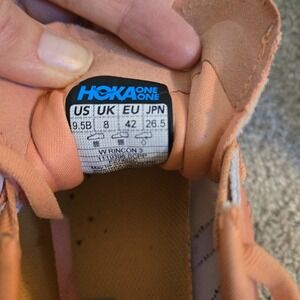 HOKA ONE ONE
US UK EU JPN
9.5B 8 42 26.5
W RINCON 3